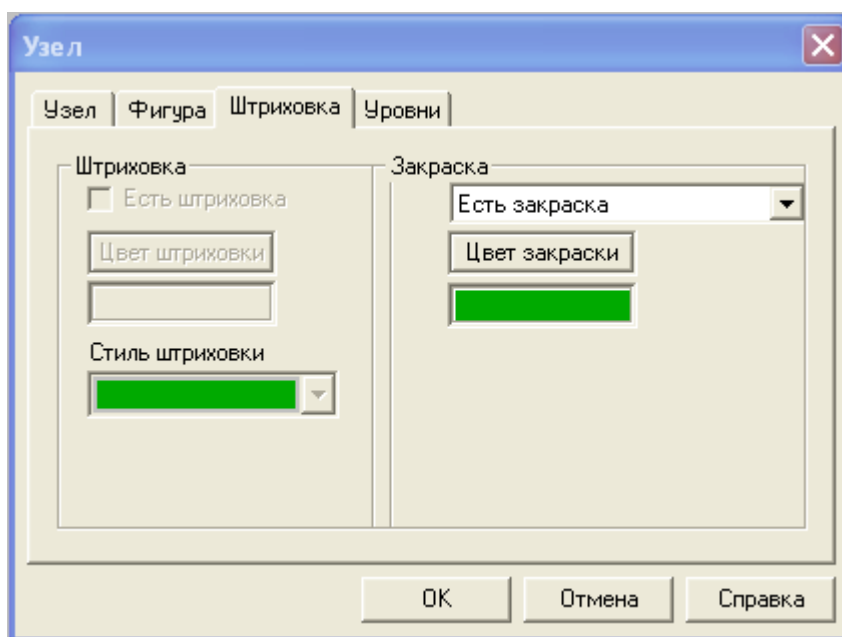 Узел
Узел Фигура Штриховка Уровни
Штриховка
Есть штриховка
Цвет штриховки
Стиль штриховки
Закраска
Есть закраска
Цвет закраски
OK Отмена Справка